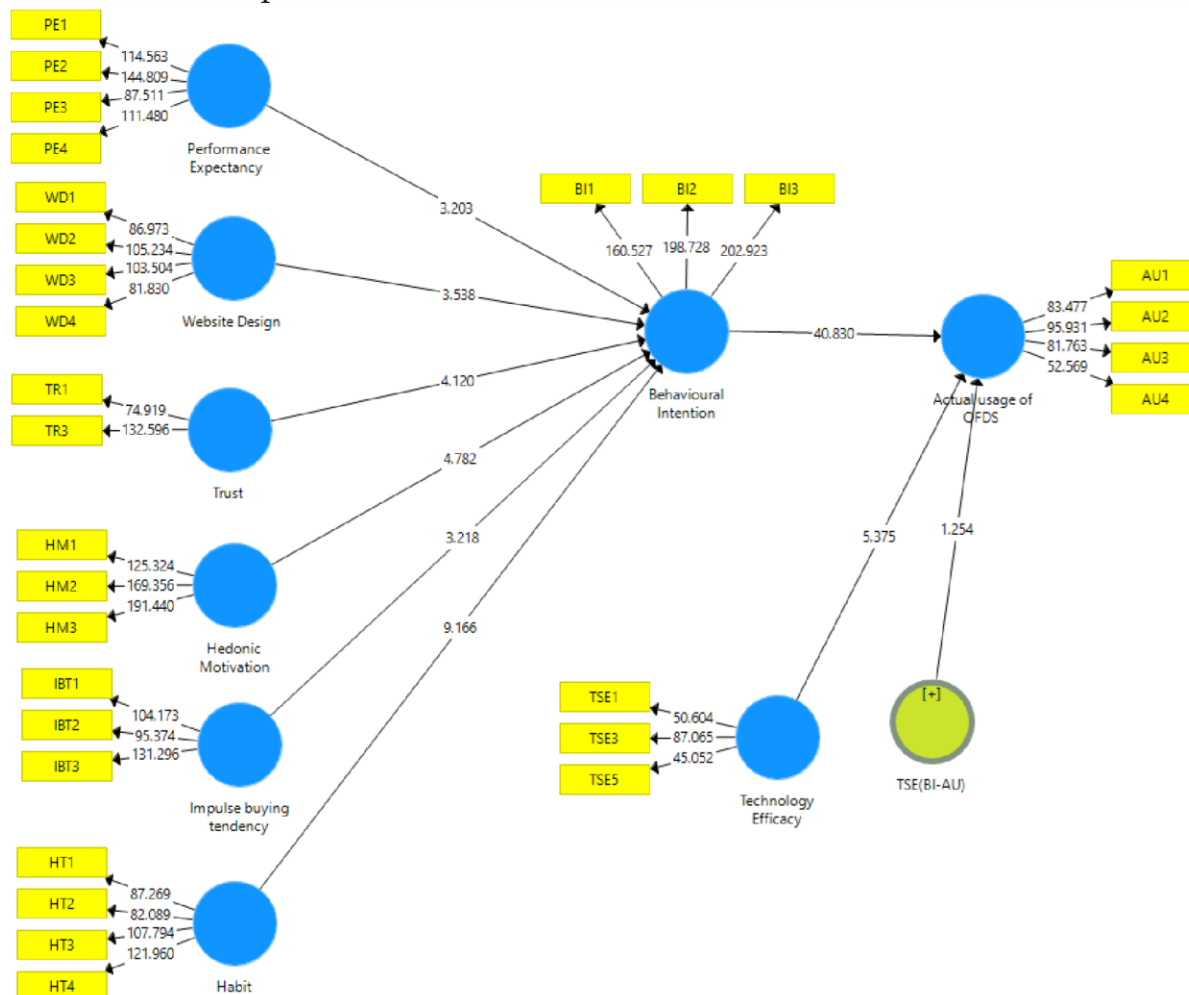 PE1
PE2
PE3
PE4
114.563
144.809
87.511
111.480
Performance
Expectancy
WD1
WD2
WD3
WD4
86.973
105.234
103.504
81.830
Website Design
TR1
TR3
74.919
132.596
Trust
HM1
HM2
HM3
125.324
169.356
191.440
Hedonic
Motivation
IBT1
IBT2
IBT3
104.173
95.374
131.296
Impulse buying
tendency
HT1
HT2
HT3
HT4
87.269
82.089
107.794
121.960
Habit
3.203
3.538
4.120
4.782
3.218
9.166
BI1
BI2
BI3
160.527
198.728
202.923
Behavioural
Intention
40.830
AU1
AU2
AU3
AU4
83.477
95.931
81.763
52.569
Actual usage of
OFDS
5.375
1.254
TSE1
TSE3
TSE5
50.604
87.065
45.052
Technology
Efficacy
[+]
TSE(BI-AU)